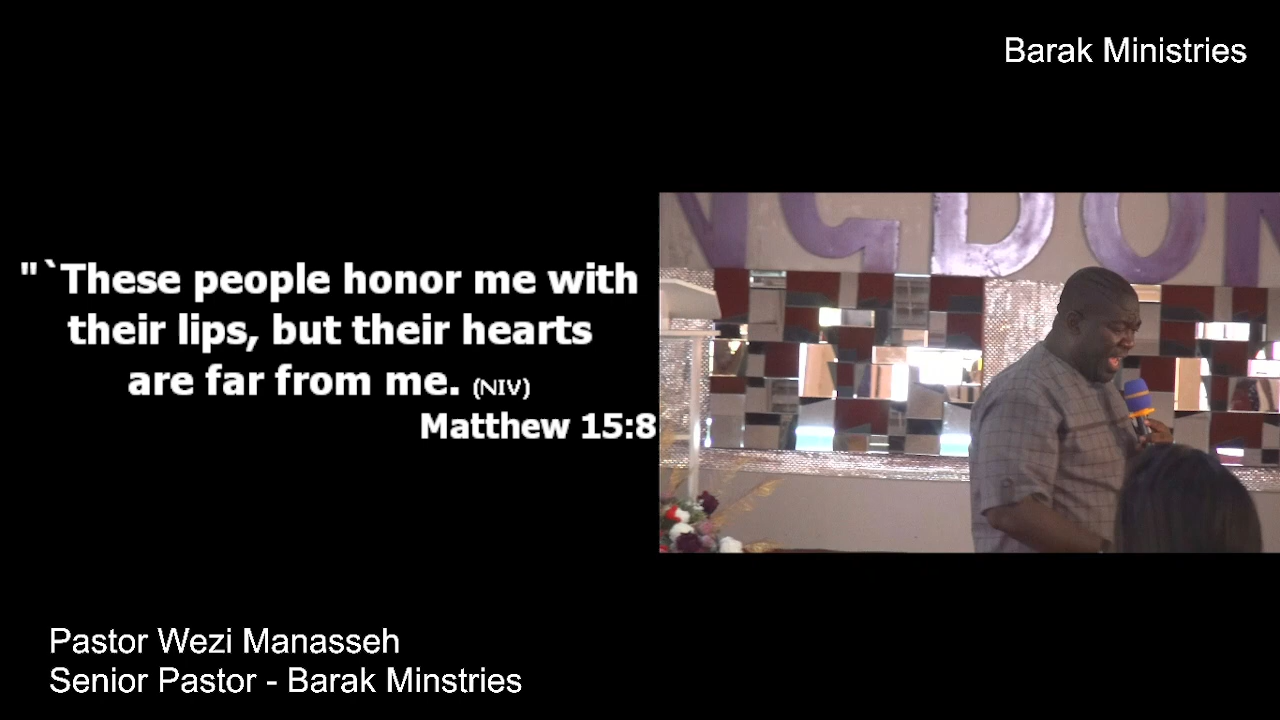 Barak Ministries
"`These people honor me with
their lips, but their hearts
are far from me. (NIV)
Matthew 15:8
NGDOM
Pastor Wezi Manasseh
Senior Pastor - Barak Minstries